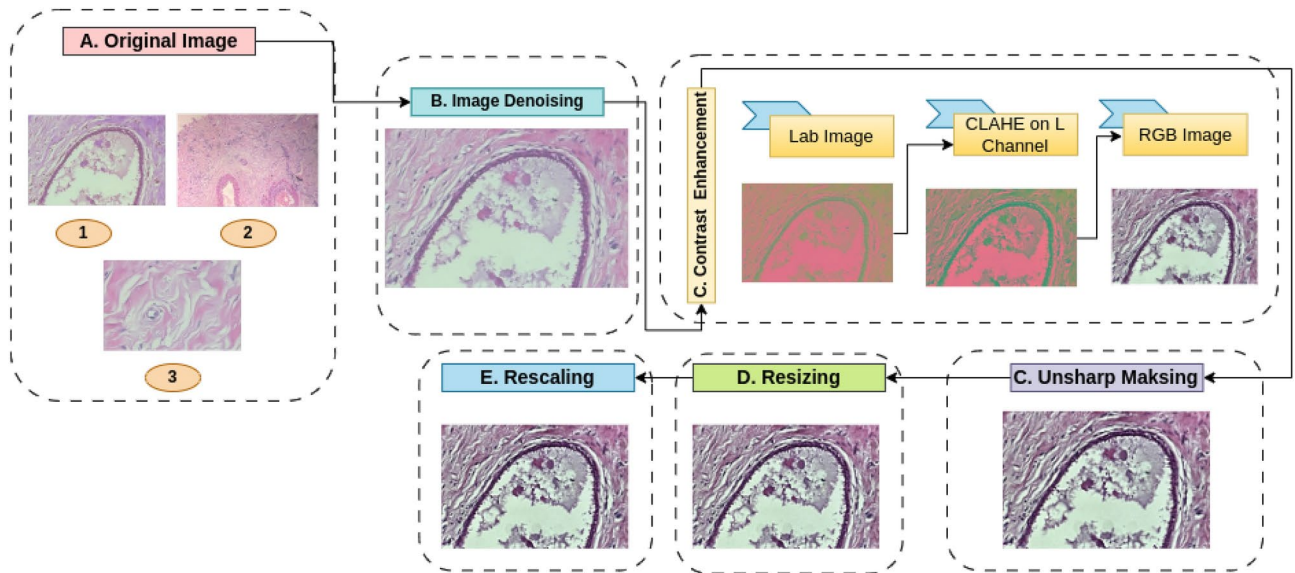 A. Original Image
1
2
3
B. Image Denoising
C. Contrast Enhancement
Lab Image
CLAHE on L
Channel
RGB Image
C. Unsharp Maksing
D. Resizing
E. Rescaling